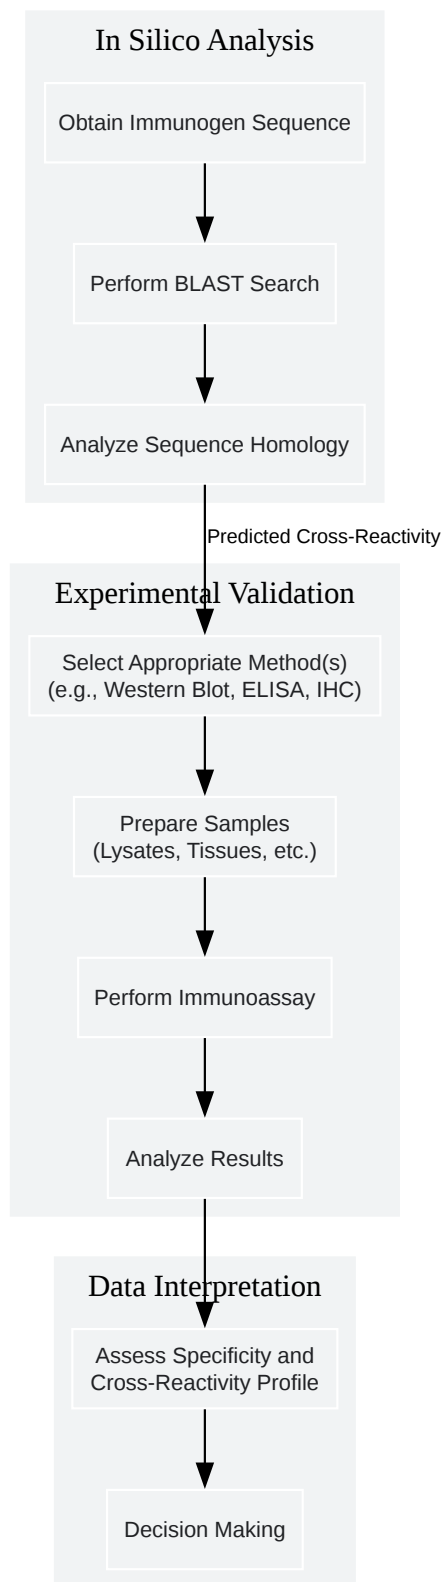 In Silico Analysis
Obtain Immunogen Sequence
Perform BLAST Search
Analyze Sequence Homology
Predicted Cross-Reactivity
Experimental Validation
Select Appropriate Method(s)
(e.g., Western Blot, ELISA, IHC)
Prepare Samples
(Lysates, Tissues, etc.)
Perform Immunoassay
Analyze Results
Data Interpretation
Assess Specificity and
Cross-Reactivity Profile
Decision Making